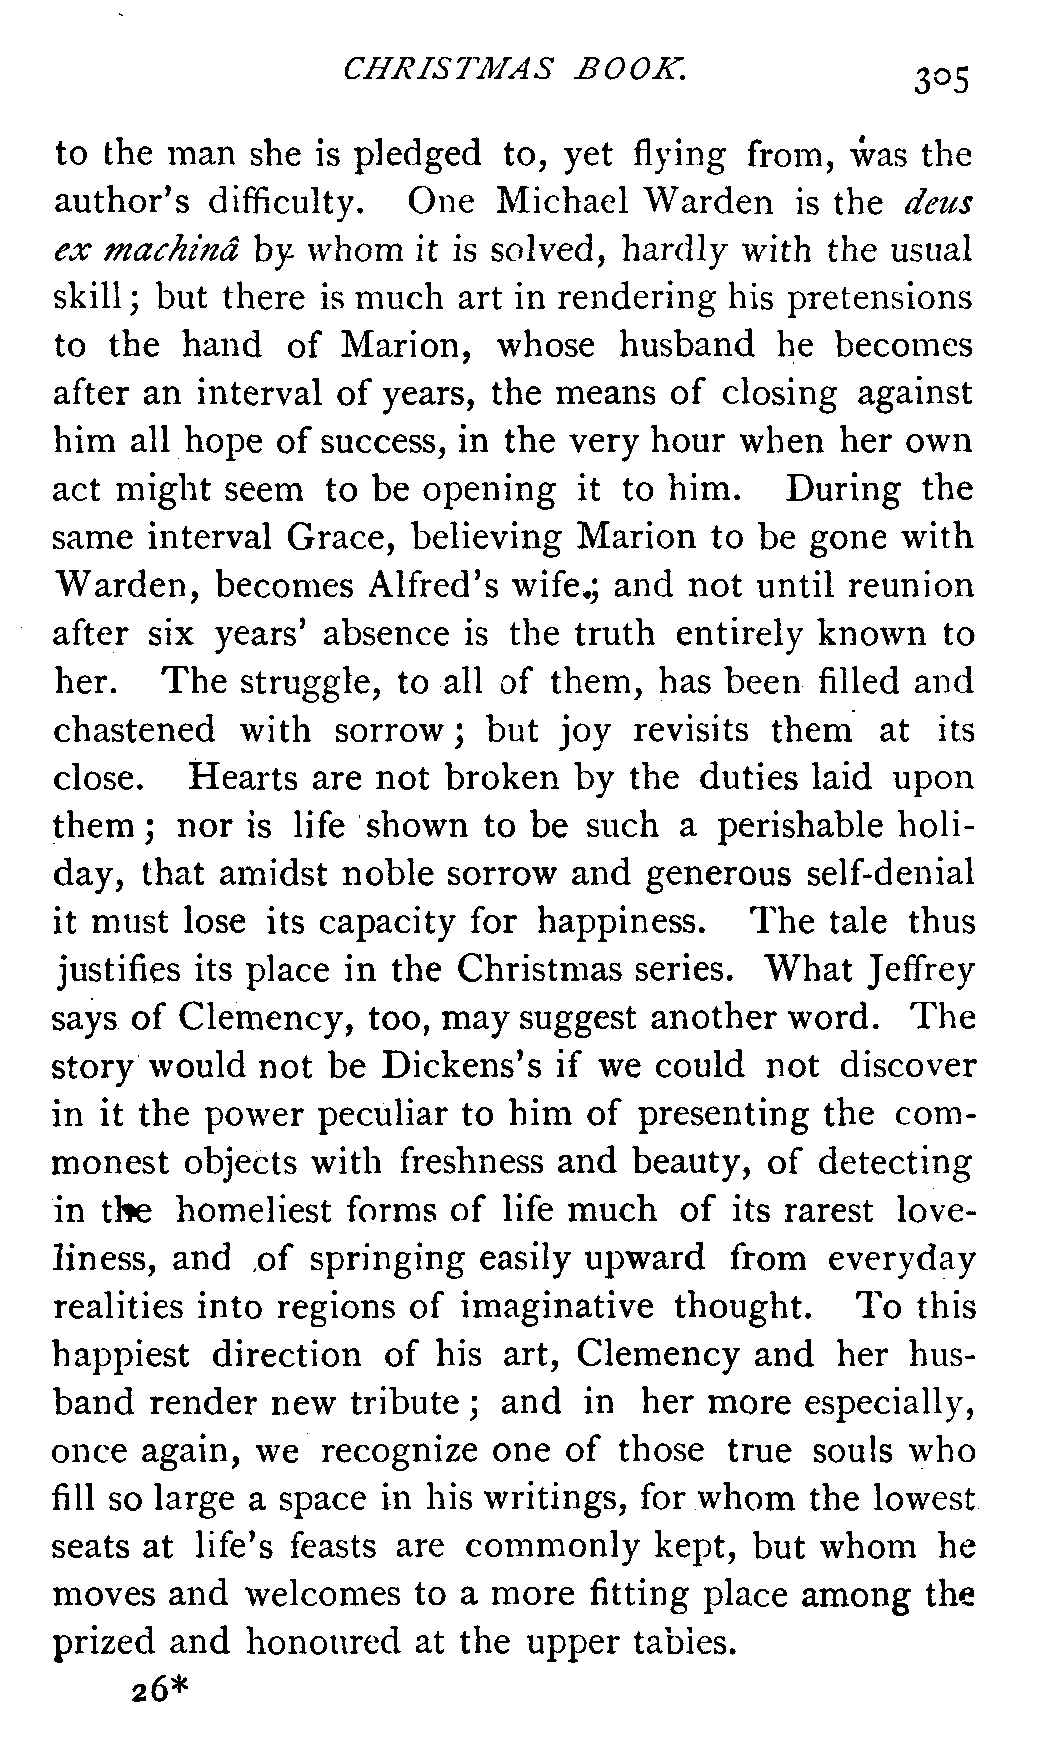 CHRISTMAS BOOK. 305
to the man she is pledged to, yet flying from, was the
author's difficulty. One Michael Warden is the deus
ex machinâ by whom it is solved, hardly with the usual
skill; but there is much art in rendering his pretensions
to the hand of Marion, whose husband he becomes
after an interval of years, the means of closing against
him all hope of success, in the very hour when her own
act might seem to be opening it to him. During the
same interval Grace, believing Marion to be gone with
Warden, becomes Alfred's wife; and not until reunion
after six years' absence is the truth entirely known to
her. The struggle, to all of them, has been filled and
chastened with sorrow; but joy revisits them at its
close. Hearts are not broken by the duties laid upon
them; nor is life shown to be such a perishable holi-
day, that amidst noble sorrow and generous self-denial
it must lose its capacity for happiness. The tale thus
justifies its place in the Christmas series. What Jeffrey
says of Clemency, too, may suggest another word. The
story would not be Dickens's if we could not discover
in it the power peculiar to him of presenting the com-
monest objects with freshness and beauty, of detecting
in the homeliest forms of life much of its rarest love-
liness, and of springing easily upward from everyday
realities into regions of imaginative thought. To this
happiest direction of his art, Clemency and her hus-
band render new tribute; and in her more especially,
once again, we recognize one of those true souls who
fill so large a space in his writings, for whom the lowest
seats at life's feasts are commonly kept, but whom he
moves and welcomes to a more fitting place among the
prized and honoured at the upper tables.
26*